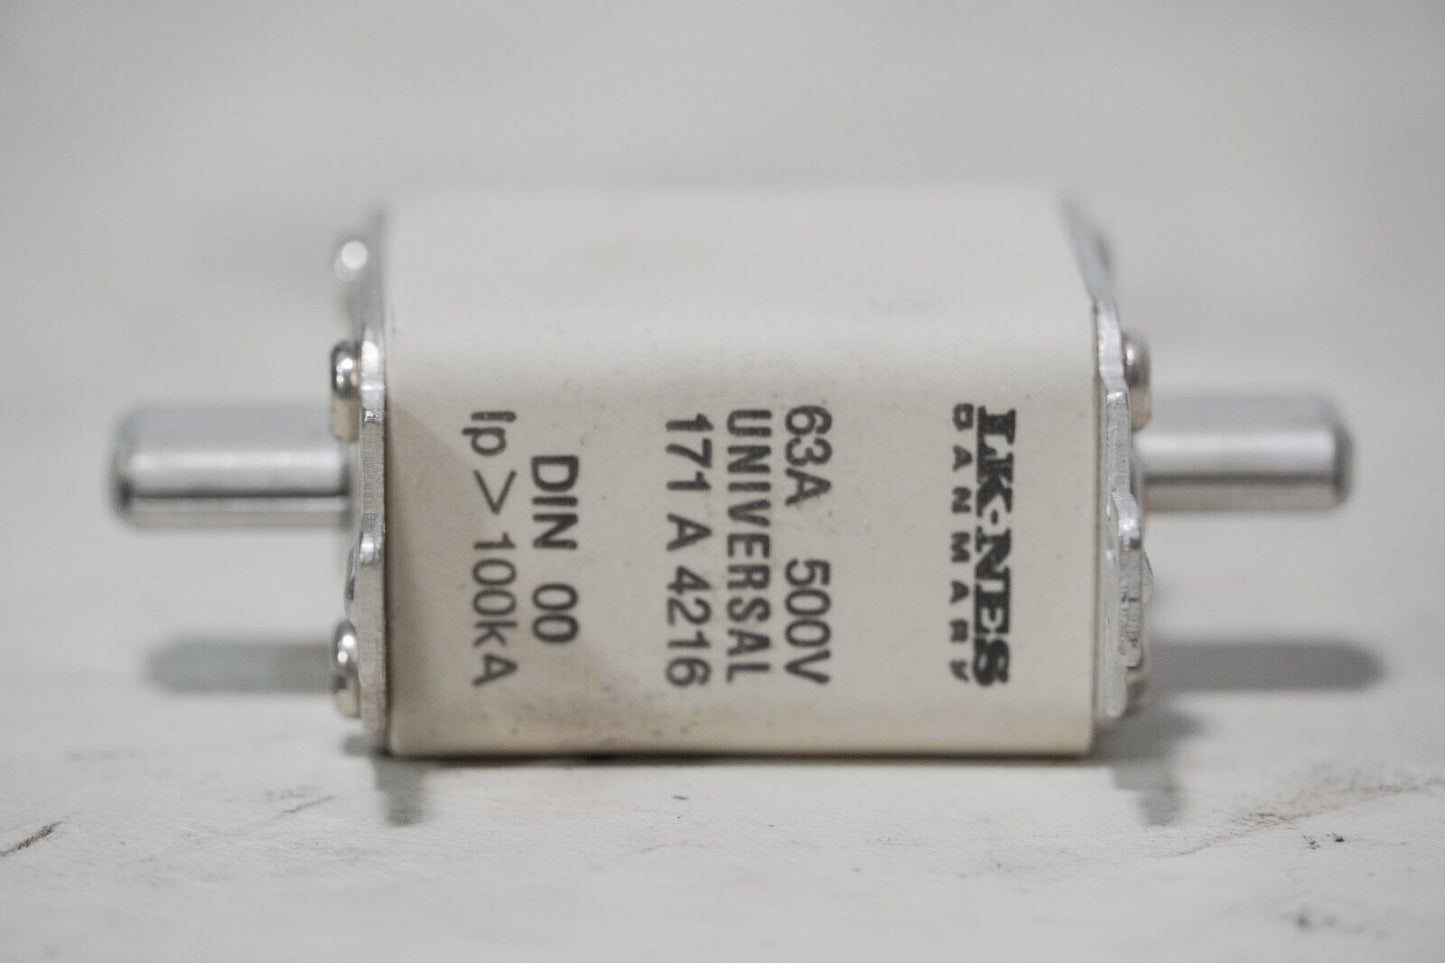 LK·NES
DANMARK
63A 500V
UNIVERSAL
171 A 4216
DIN 00
Ip>100kA